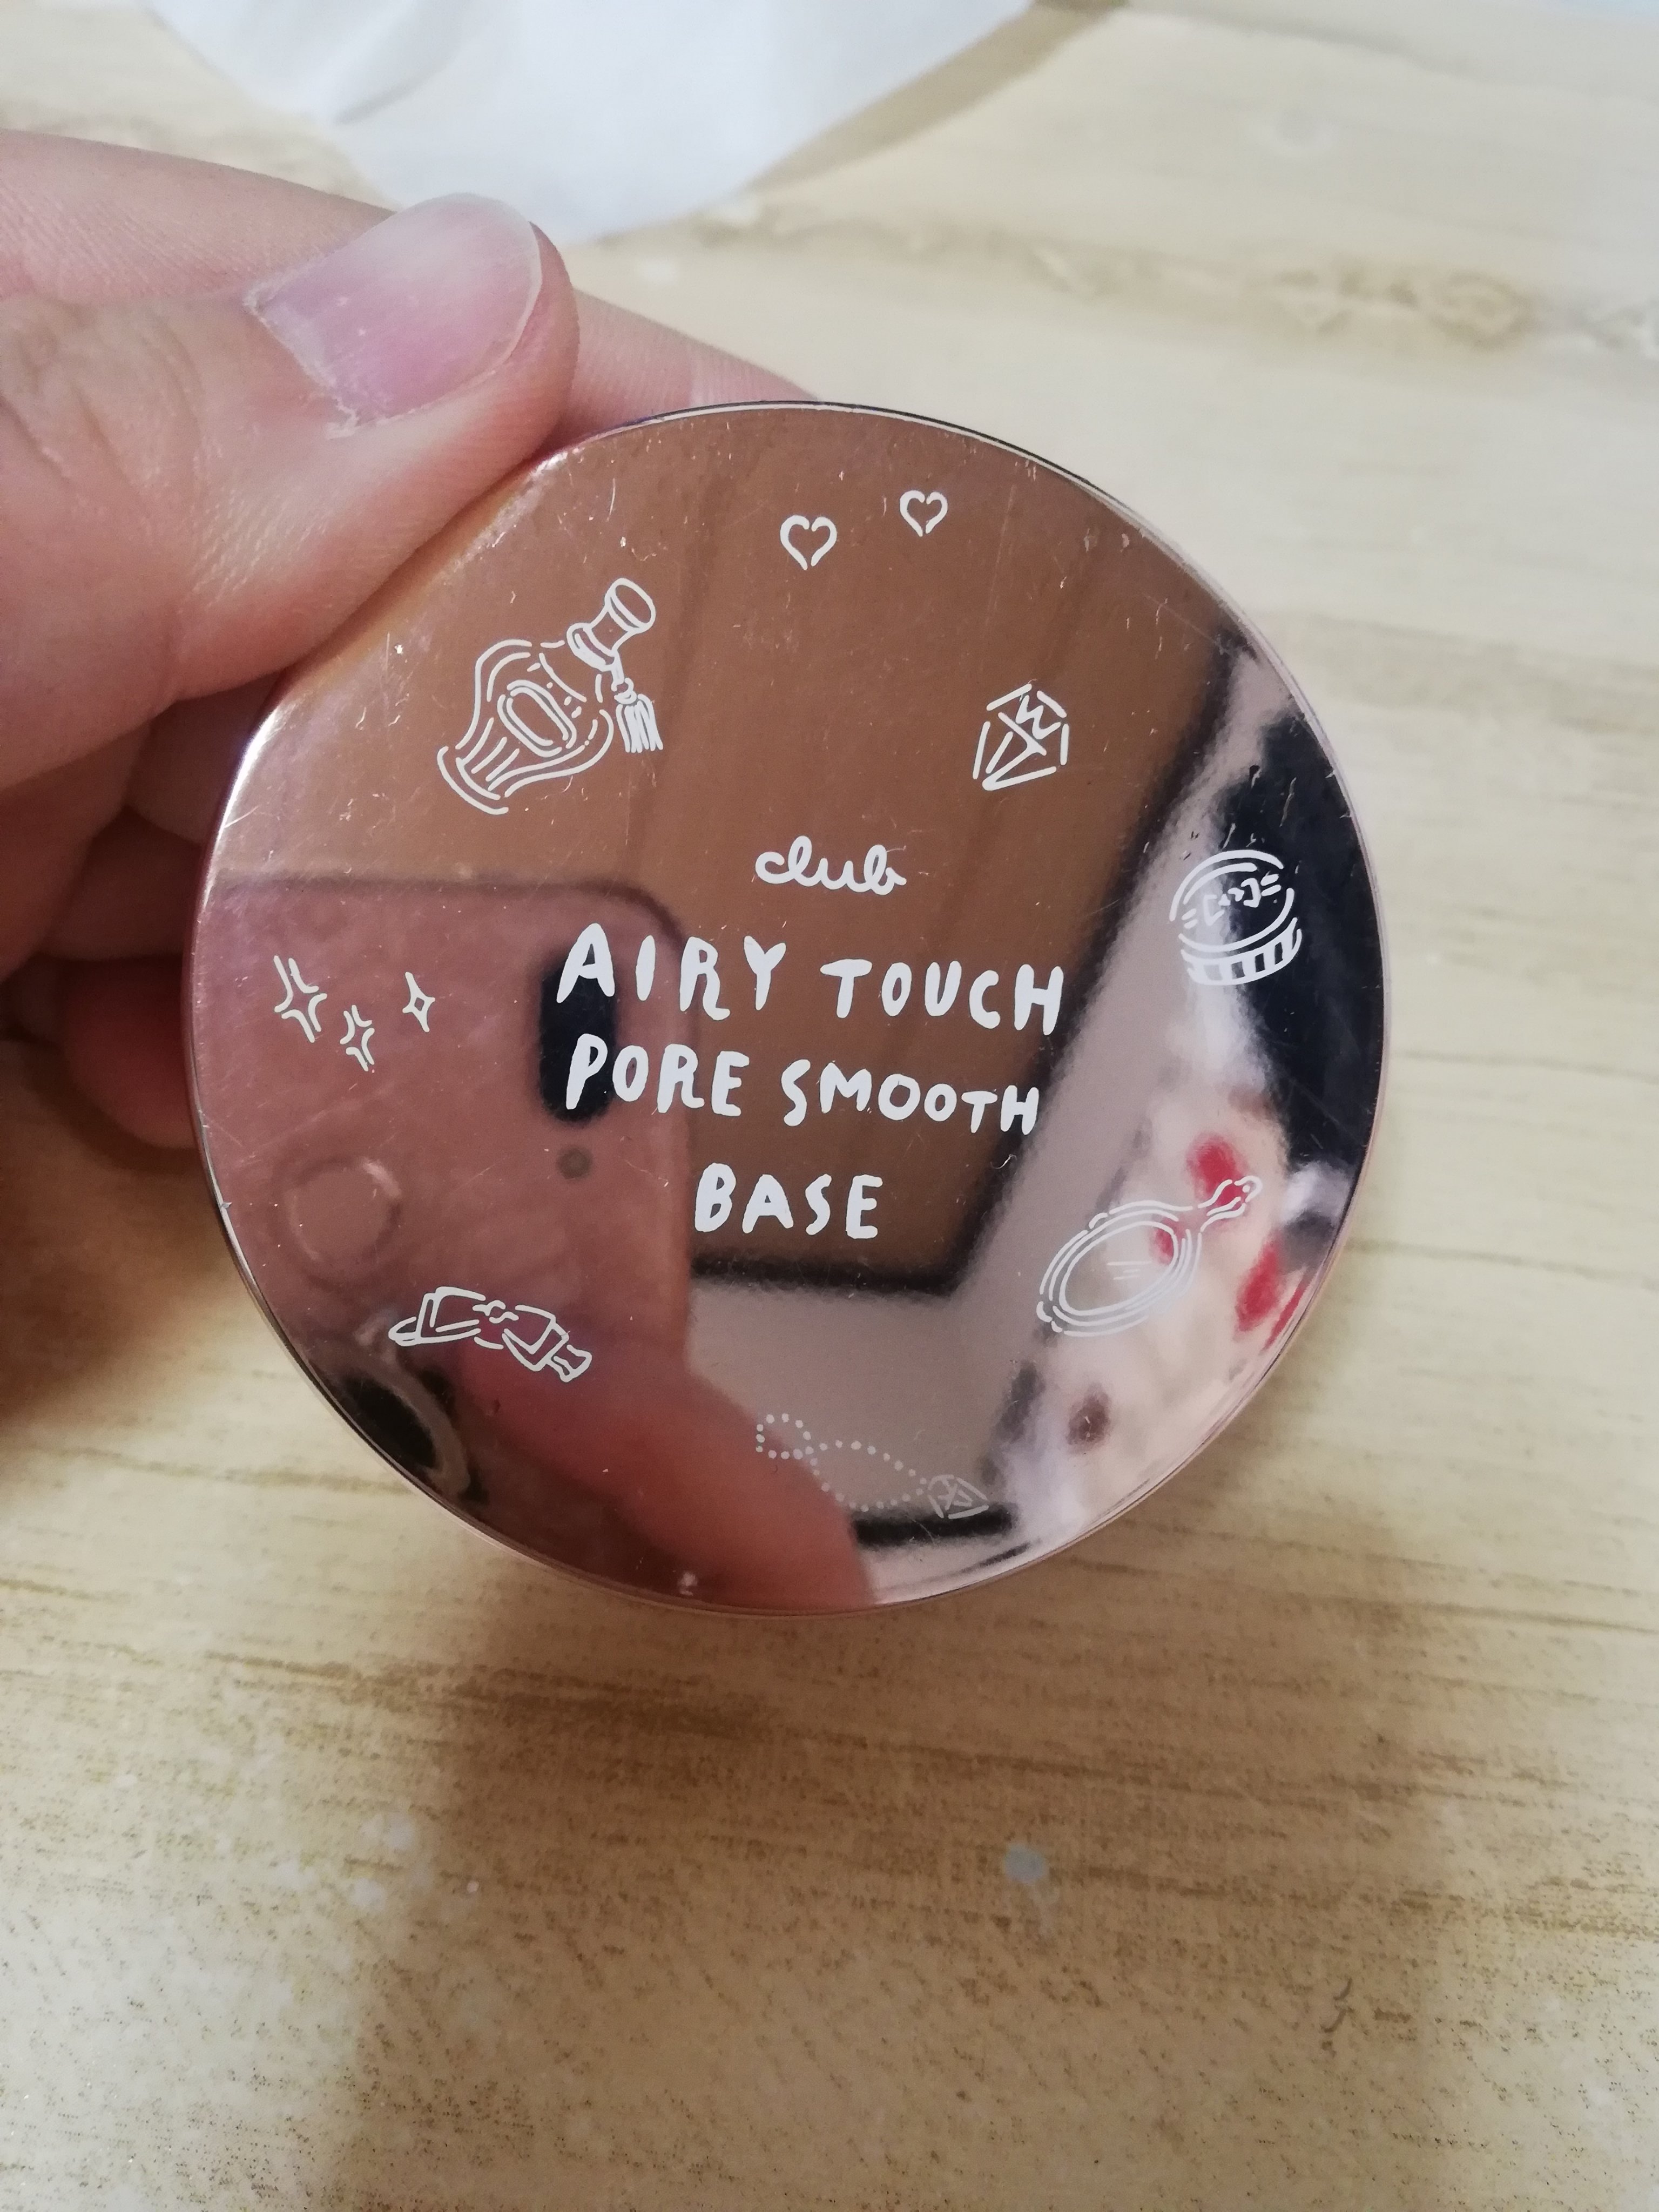 club
AIRY TOUCH
PORE SMOOTH
BASE